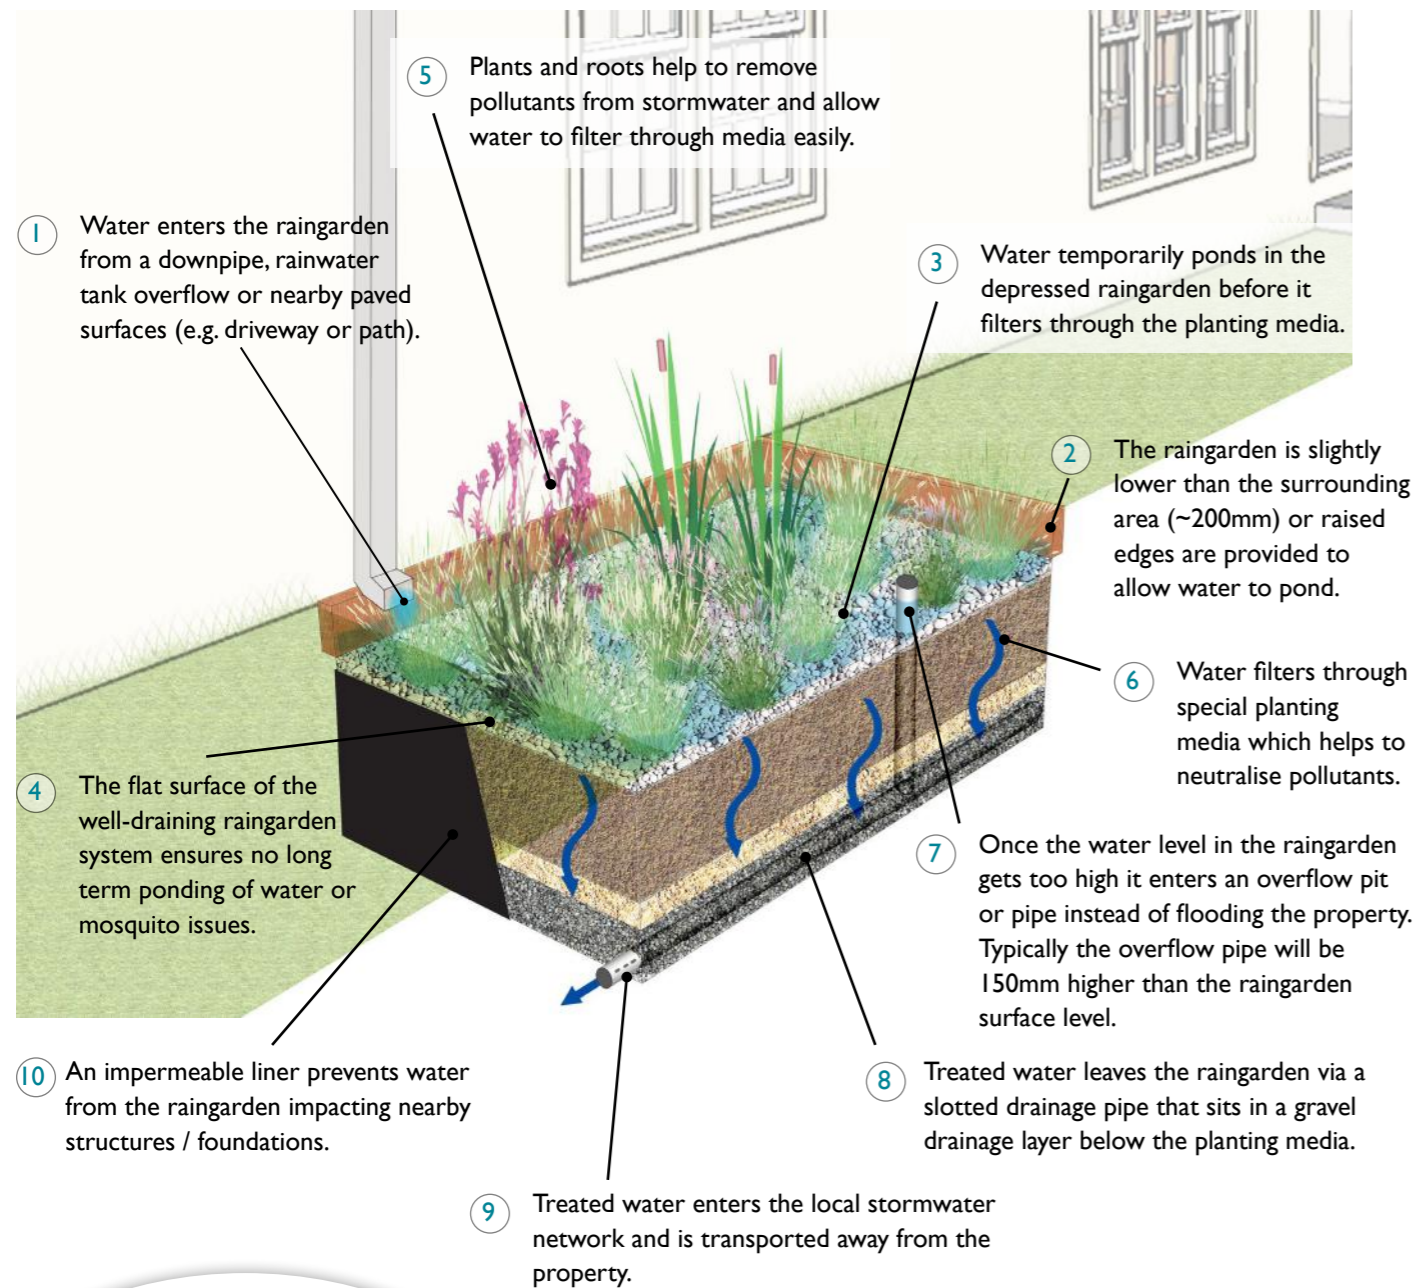 5
Plants and roots help to remove
pollutants from stormwater and allow
water to filter through media easily.
1
Water enters the raingarden
from a downpipe, rainwater
tank overflow or nearby paved
surfaces (e.g. driveway or path).
3
Water temporarily ponds in the
depressed raingarden before it
filters through the planting media.
2
The raingarden is slightly
lower than the surrounding
area (~200mm) or raised
edges are provided to
allow water to pond.
6
Water filters through
special planting
media which helps to
neutralise pollutants.
4
The flat surface of the
well-draining raingarden
system ensures no long
term ponding of water or
mosquito issues.
7
Once the water level in the raingarden
gets too high it enters an overflow pit
or pipe instead of flooding the property.
Typically the overflow pipe will be
150mm higher than the raingarden
surface level.
10
An impermeable liner prevents water
from the raingarden impacting nearby
structures / foundations.
8
Treated water leaves the raingarden via a
slotted drainage pipe that sits in a gravel
drainage layer below the planting media.
9
Treated water enters the local stormwater
network and is transported away from the
property.